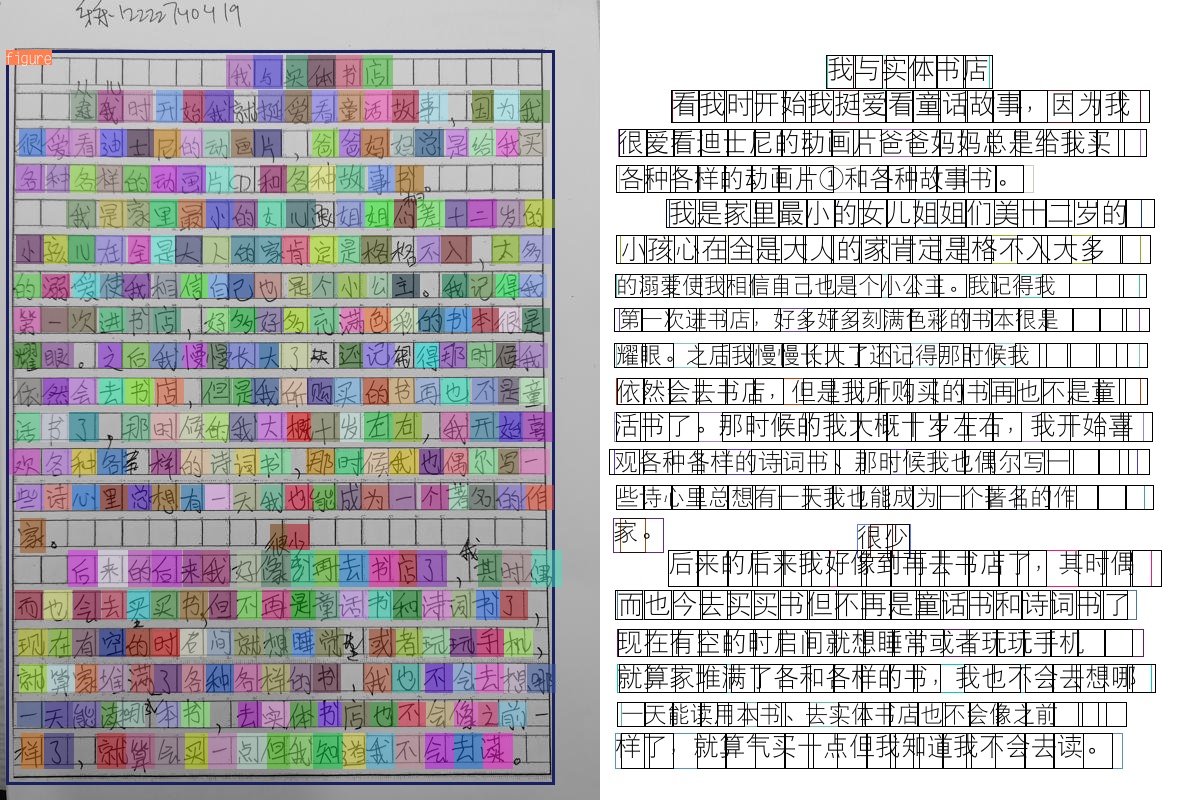 12222740419
figure
我与实体书店
从儿时开始我就挺爱看童话故事,因为我
很爱看迪士尼的动画片,爸爸妈妈总是给我买
各种各样的动画片CD和各种故事书。
我是家里最小的女儿跟姐姐们差十二岁的
小孩儿在全是大人的家肯定是格格不入,大多
的溺爱使我相信自己也是个小公主。我记得我
第一次进书店,好多好多充满色彩的书本很是
耀眼。之后我慢慢长大了还记得那时候我
依然会去书店,但是我所购买的书再也不是童
话书了,那时候的我大概十岁左右,我开始喜
欢各种各样的诗词书,那时候我也偶尔写一
些诗心里总想有一天我也能成为一个著名的作
家。
很少
后来的后来我好像再去书店了,其时偶
而也会去买买书,但不再是童话书和诗词书了,
现在有空的时间就想睡觉或者玩玩手机,
就算家堆满了各种各样的书,我也不会去想哪
一天能读哪本书,去实体书店也不会像之前一
样了,就算会买一点但我知道我不会去读。
我与实体书店
看我时开始我挺爱看童话故事,因为我
很爱看迪士尼的动画片爸爸妈妈总是给我买
各种各样的动画片①和各种故事书。
我是家里最小的女儿姐姐们美十二岁的
小孩心在全是大人的家肯定是格不入大多
的溺爱使我相信自己也是个小公主。我记得我
第一次进书店,好多好多刻满色彩的书本很是
耀眼。之后我慢慢长大了还记得那时候我
依然会去书店,但是我所购买的书再也不是童
活书了。那时候的我大概十岁左右,我开始喜
观各种各样的诗词书、那时候我也偶尔写一
些诗心里总想有一天我也能成为一个著名的作
家。
很少
后来的后来我好像到再去书店了,其时偶
而也今去买买书但不再是童话书和诗词书了
现在有空的时启间就想睡常或者玩玩手机
就算家堆满了各和各样的书,我也不会去想哪
一天能读用本书、去实体书店也不会像之前
样了,就算气买十点但我知道我不会去读。